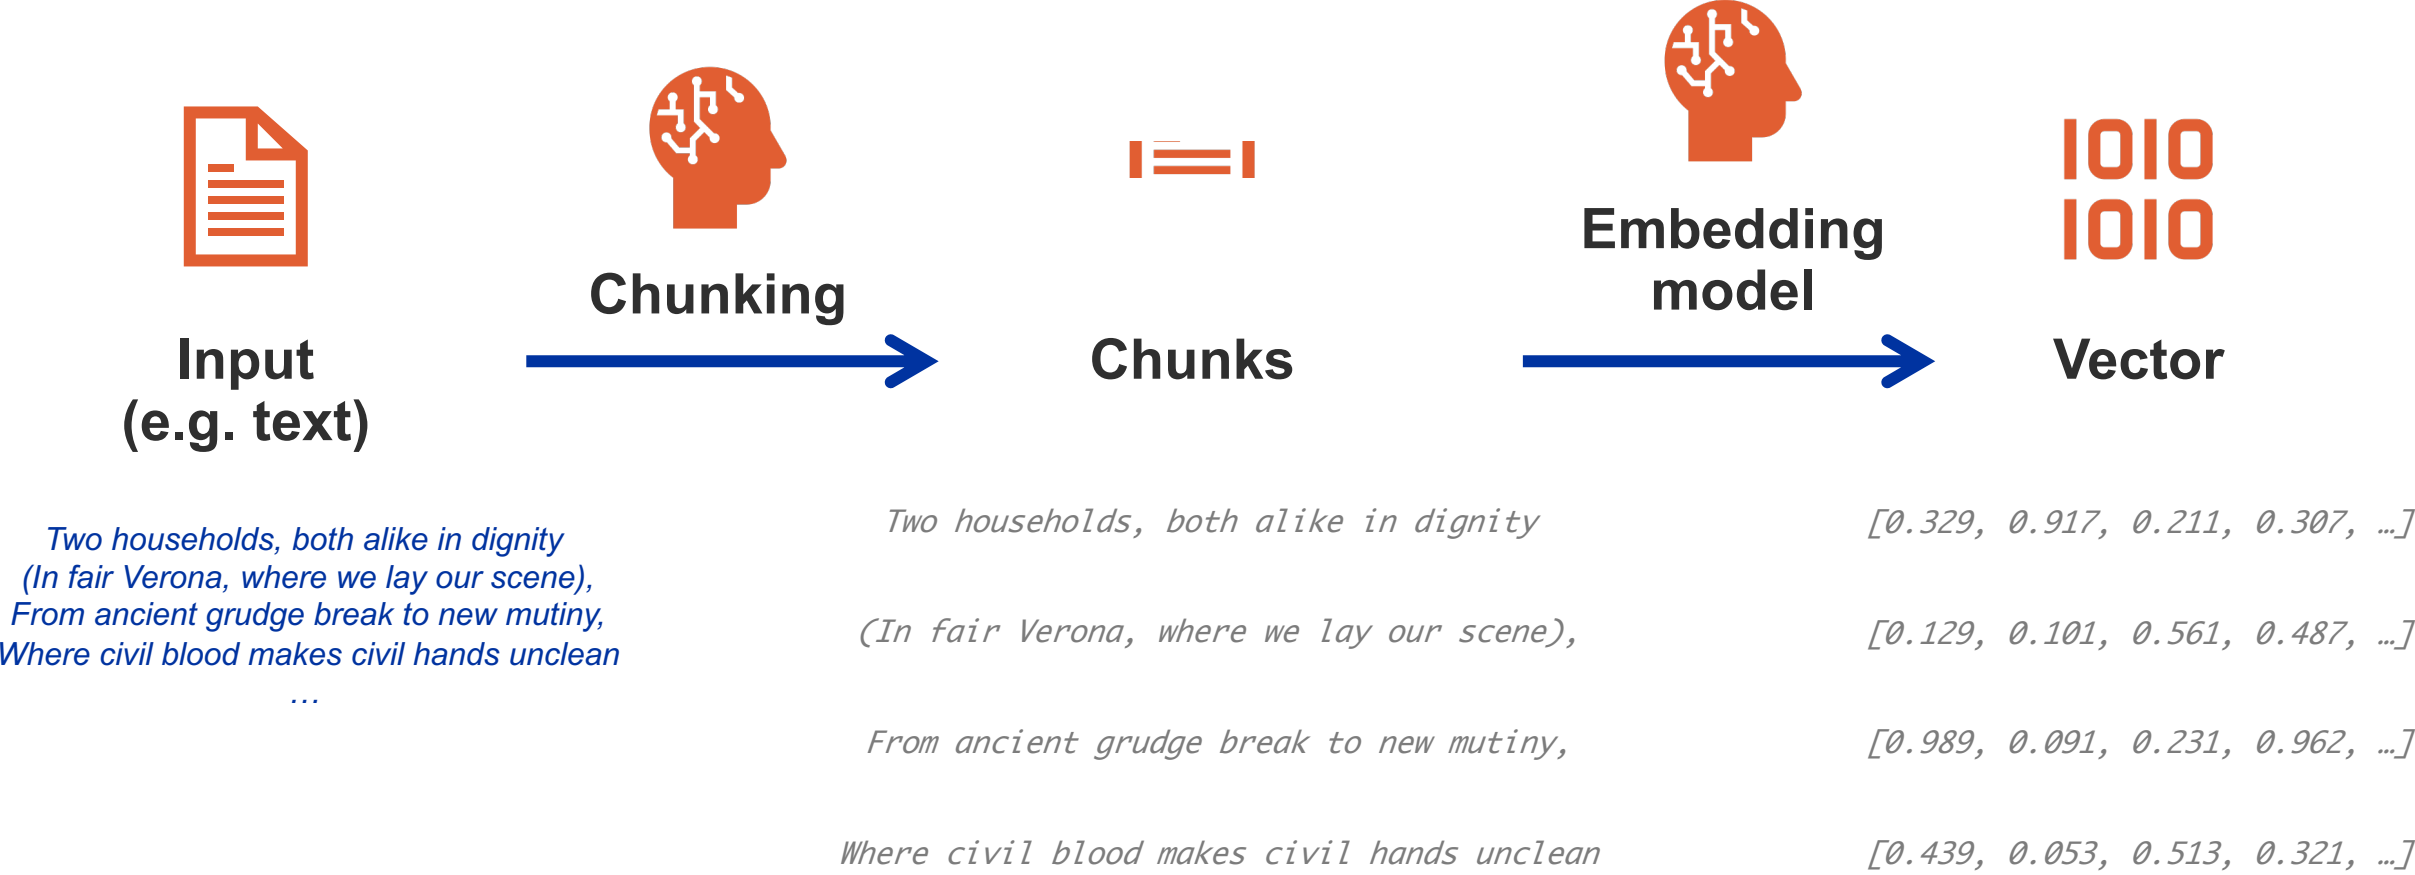 Input
(e.g. text)
Chunking
Chunks
Embedding
model
Vector
1010
1010
Two households, both alike in dignity
(In fair Verona, where we lay our scene),
From ancient grudge break to new mutiny,
Where civil blood makes civil hands unclean
…
Two households, both alike in dignity
[0.329, 0.917, 0.211, 0.307, …]
(In fair Verona, where we lay our scene),
[0.129, 0.101, 0.561, 0.487, …]
From ancient grudge break to new mutiny,
[0.989, 0.091, 0.231, 0.962, …]
Where civil blood makes civil hands unclean
[0.439, 0.053, 0.513, 0.321, …]